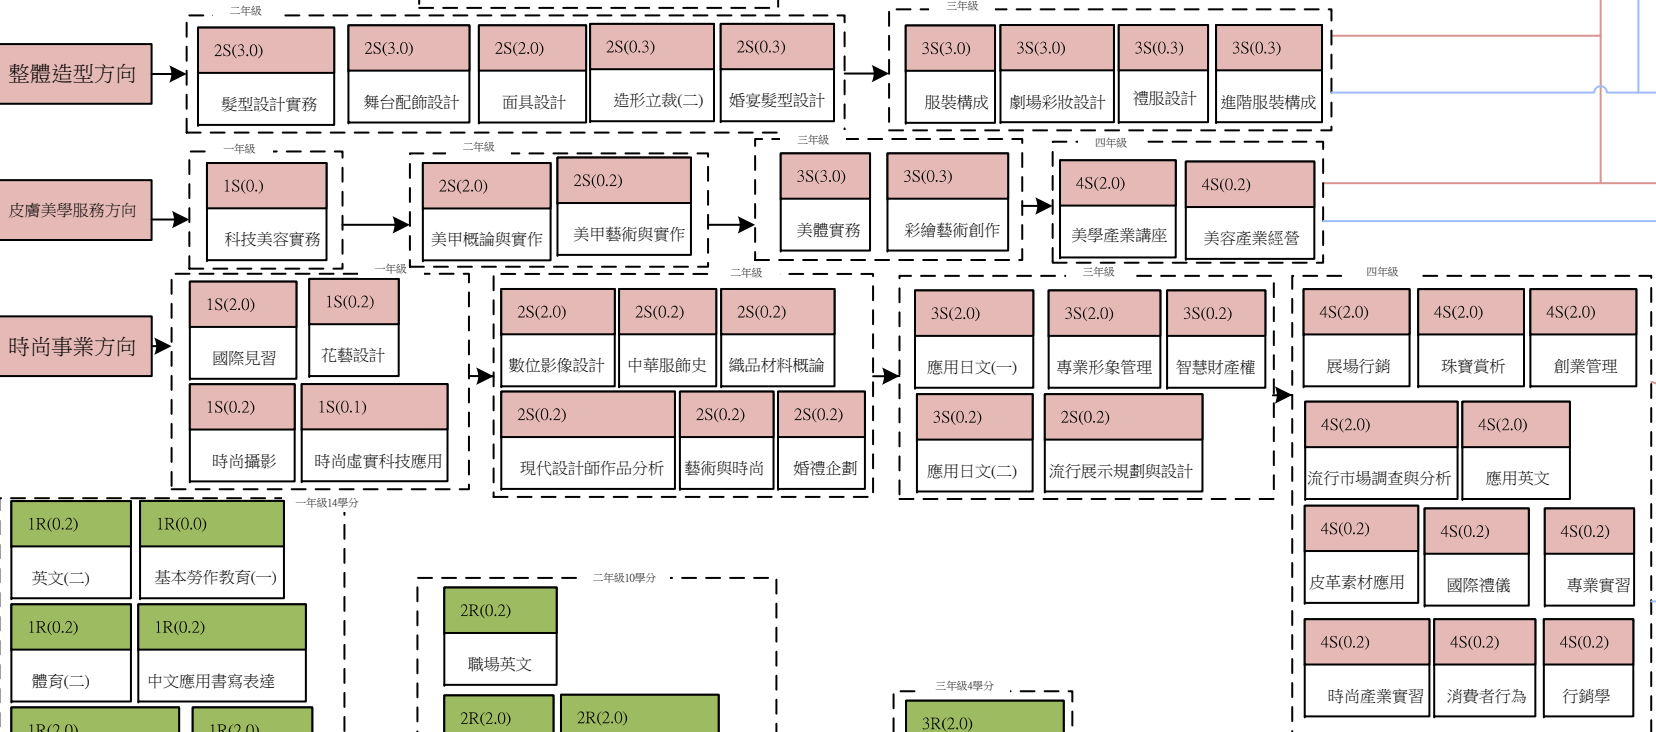 二年級
三年級
整體造型方向
2S(3.0)
髮型設計實務
2S(3.0)
舞台配飾設計
2S(2.0)
面具設計
2S(0.3)
造形立裁(二)
2S(0.3)
婚宴髮型設計
3S(3.0)
服裝構成
3S(3.0)
劇場彩妝設計
3S(0.3)
禮服設計
3S(0.3)
進階服裝構成
一年級
二年級
三年級
四年級
皮膚美學服務方向
1S(0.)
科技美容實務
2S(2.0)
美甲概論與實作
2S(0.2)
美甲藝術與實作
3S(3.0)
美體實務
3S(0.3)
彩繪藝術創作
4S(2.0)
美學產業講座
4S(0.2)
美容產業經營
一年級
二年級
三年級
四年級
時尚事業方向
1S(2.0)
國際見習
1S(0.2)
花藝設計
1S(0.2)
時尚攝影
1S(0.1)
時尚虛實科技應用
2S(2.0)
數位影像設計
2S(0.2)
中華服飾史
2S(0.2)
織品材料概論
2S(0.2)
現代設計師作品分析
2S(0.2)
藝術與時尚
2S(0.2)
婚禮企劃
3S(2.0)
應用日文(一)
3S(2.0)
專業形象管理
3S(0.2)
智慧財產權
3S(0.2)
應用日文(二)
2S(0.2)
流行展示規劃與設計
4S(2.0)
展場行銷
4S(2.0)
珠寶賞析
4S(2.0)
創業管理
4S(2.0)
流行市場調查與分析
4S(2.0)
應用英文
4S(0.2)
皮革素材應用
4S(0.2)
國際禮儀
4S(0.2)
專業實習
4S(0.2)
時尚產業實習
4S(0.2)
消費者行為
4S(0.2)
行銷學
一年級14學分
1R(0.2)
英文(二)
1R(0.0)
基本勞作教育(一)
1R(0.2)
體育(二)
1R(0.2)
中文應用書寫表達
1R(2.0)
1R(2.0)
二年級10學分
2R(0.2)
職場英文
2R(2.0)
2R(2.0)
三年級4學分
3R(2.0)